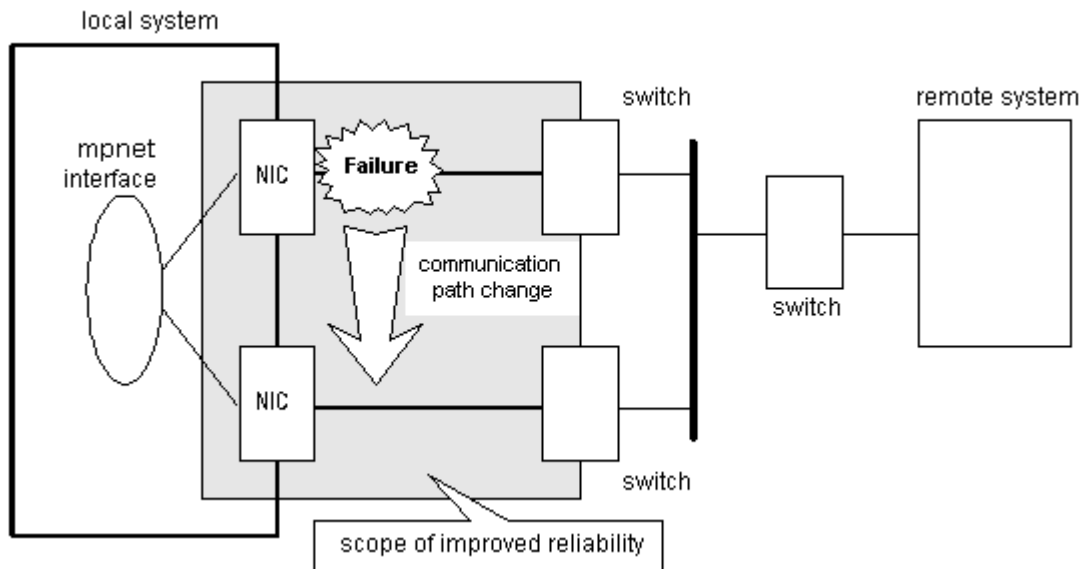 local system
switch
remote system
mpnet
interface
NIC
Failure
communication
path change
switch
NIC
switch
scope of improved reliability